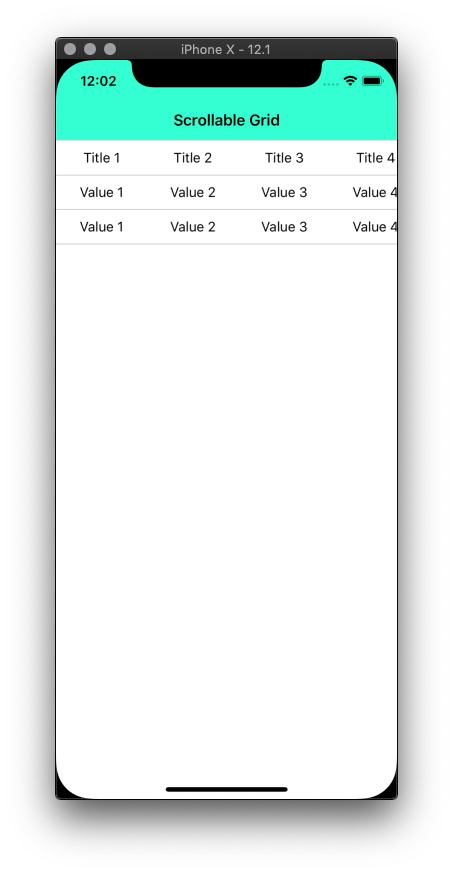 iPhone X - 12.1
12:02
Scrollable Grid
Title 1 Title 2 Title 3 Title 4
Value 1 Value 2 Value 3 Value 4
Value 1 Value 2 Value 3 Value 4